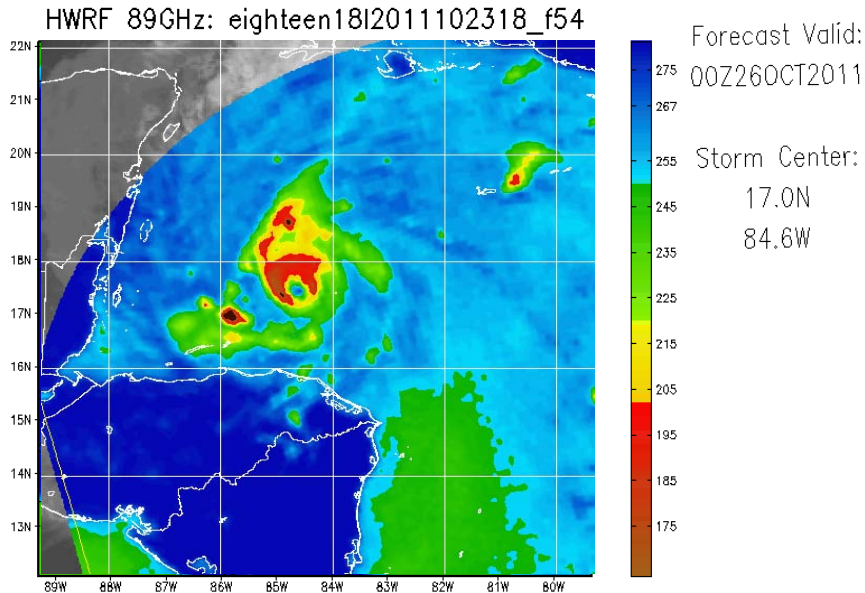 HWRF 89GHz: eighteen18l2011102318_f54
Forecast Valid:
00Z26OCT2011
Storm Center:
17.0N
84.6W
22N
21N
20N
19N
18N
17N
16N
15N
14N
13N
89W 88W 87W 86W 85W 84W 83W 82W 81W 80W
275
267
255
245
235
225
215
205
195
185
175